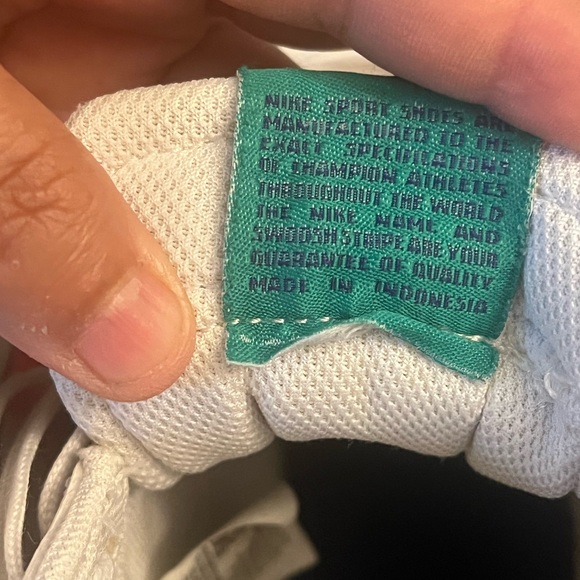 NIKE SPORT SHOES ARE
MANUFACTURED TO THE
EXACT SPECIFICATIONS
OF CHAMPION ATHLETES
THROUGHOUT THE WORLD
THE NIKE NAME AND
SWOOSH STRIPE ARE YOUR
GUARANTEE OF QUALITY
MADE IN INDONESIA